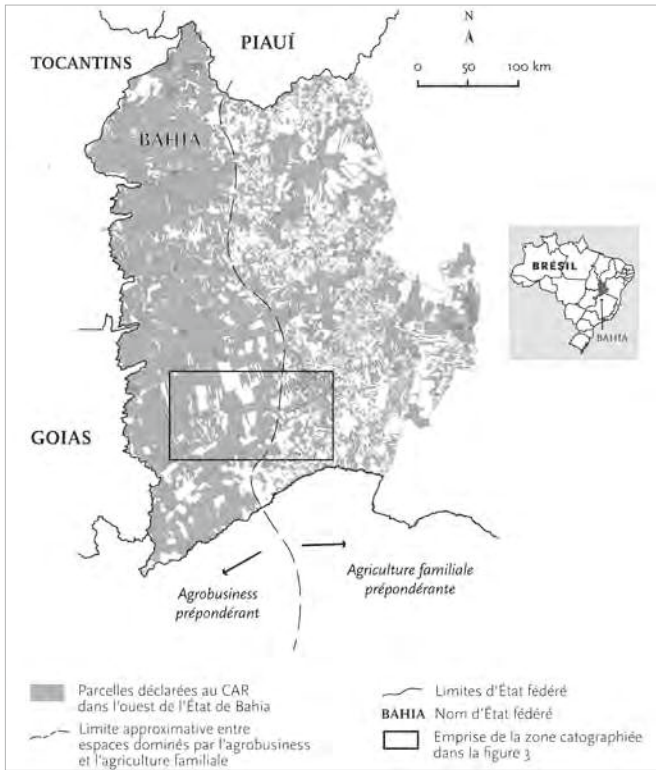 PIAUÍ
TOCANTINS
N
0 50 100 km
BAHIA
BRÉSIL
BAHIA
GOIAS
Agrobusiness
prépondérant
Agriculture familiale
prépondérante
Parcelles déclarées au CAR
dans l'ouest de l'État de Bahia
Limite approximative entre
espaces dominés par l'agrobusiness
et l'agriculture familiale
Limites d'État fédéré
BAHIA Nom d'État fédéré
Emprise de la zone catographiée
dans la figure 3